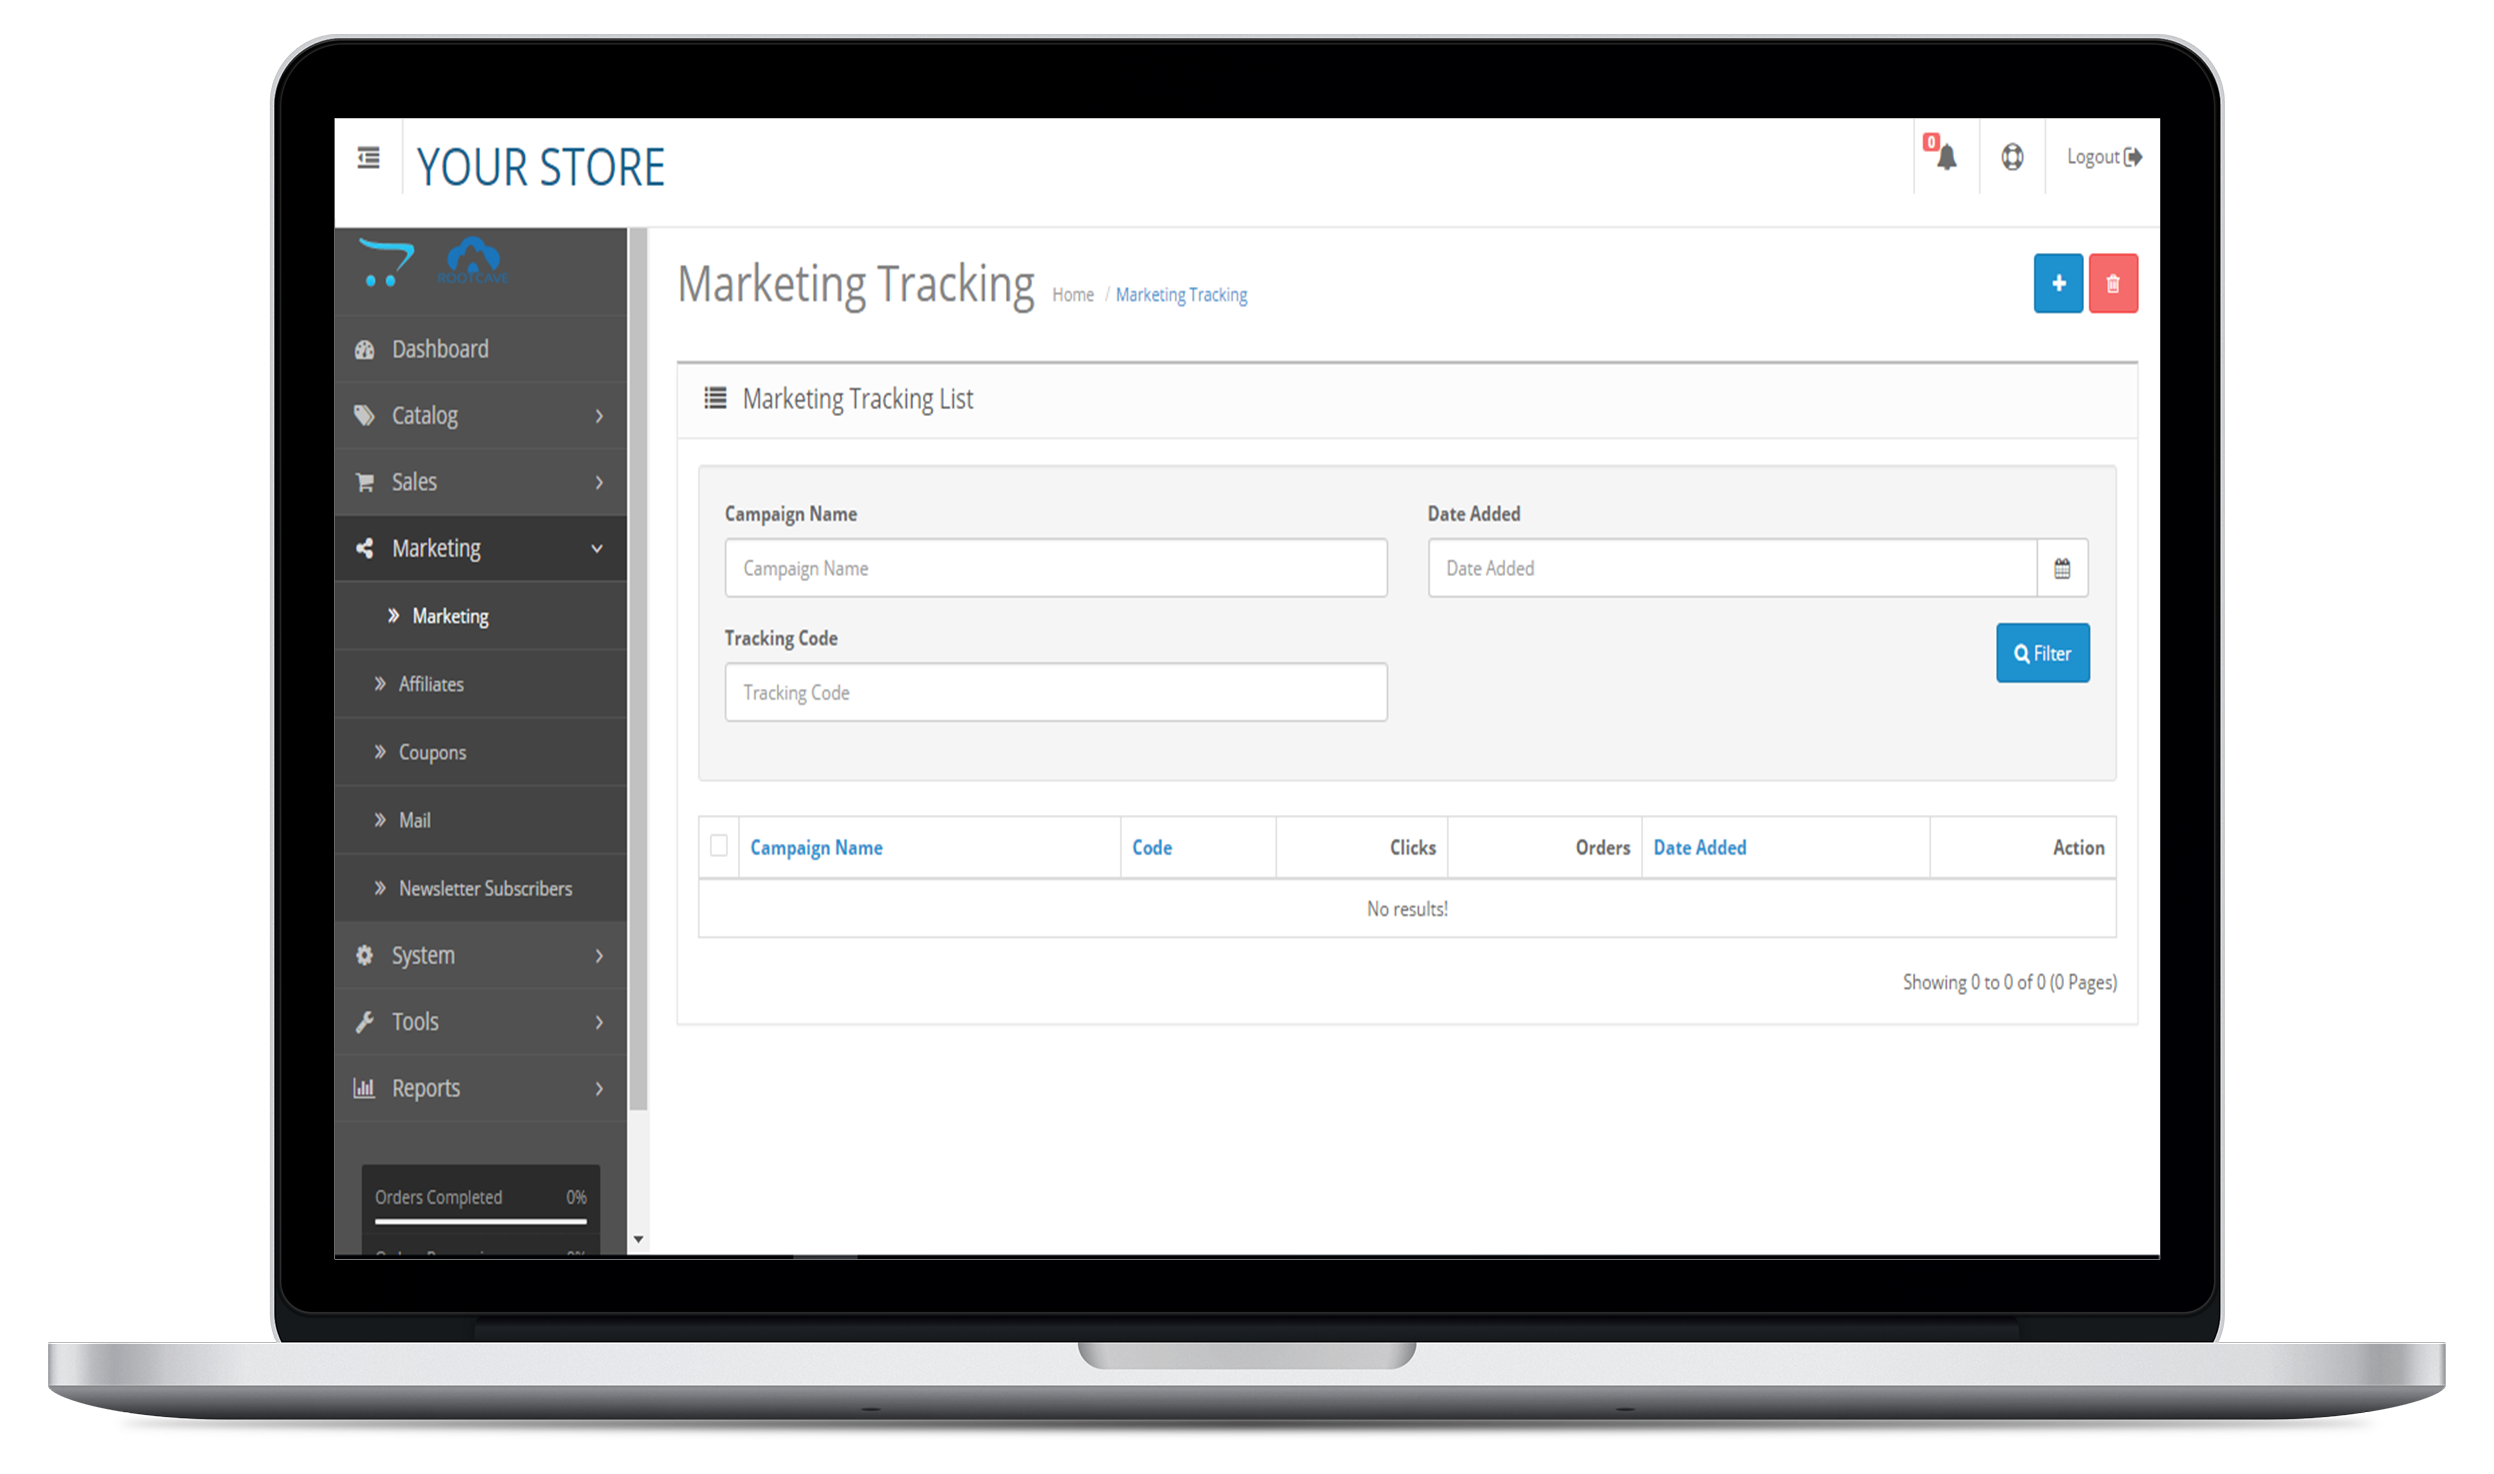 YOUR STORE
0
Logout
ROOTCAVE
Marketing Tracking
Home / Marketing Tracking
Dashboard
Catalog
Sales
Marketing
» Marketing
» Affiliates
» Coupons
» Mail
» Newsletter Subscribers
System
Tools
Reports
Orders Completed 0%
Marketing Tracking List
Campaign Name
Campaign Name
Date Added
Date Added
Tracking Code
Tracking Code
Filter
Campaign Name Code Clicks Orders Date Added Action
No results!
Showing 0 to 0 of 0 (0 Pages)